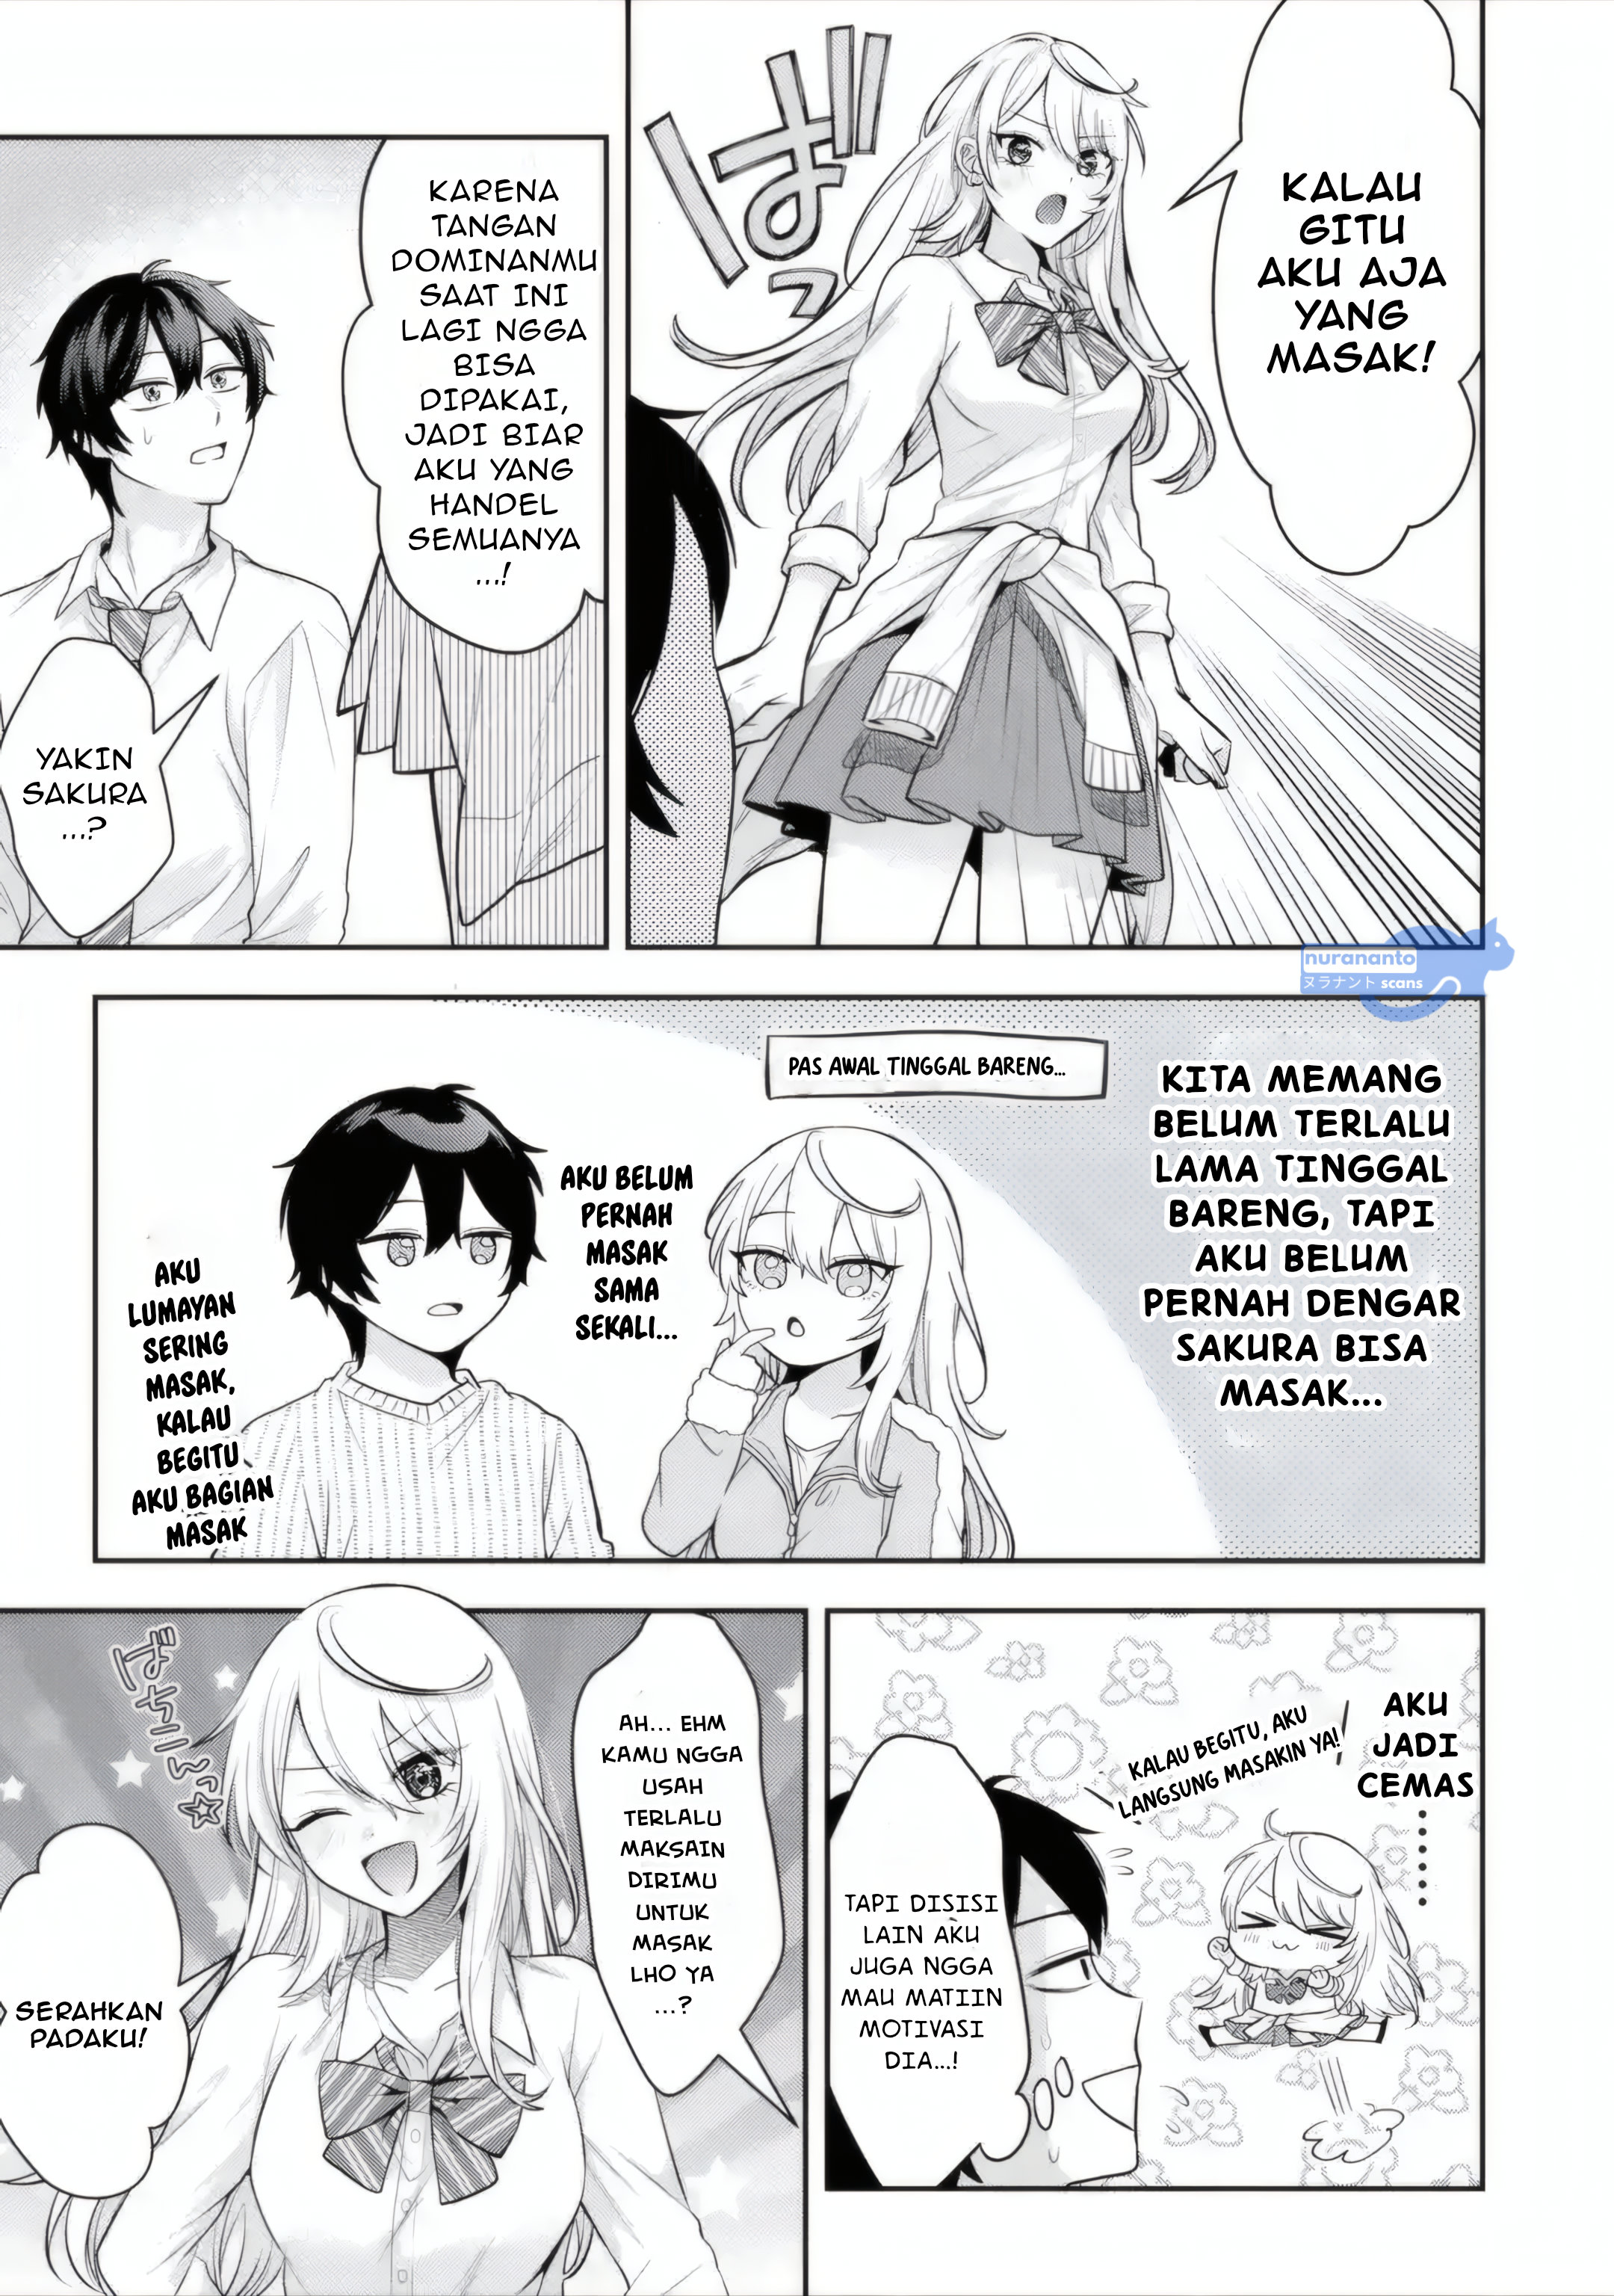 KALAU
GITU
AKU AJA
YANG
MASAK!
ばっ
KARENA
TANGAN
DOMINANMU
SAAT INI
LAGI NGGA
BISA
DIPAKAI,
JADI BIAR
AKU YANG
HANDEL
SEMUANYA
...!
YAKIN
SAKURA
...?
nurananto
ヌラナント scans
KITA MEMANG
BELUM TERLALU
LAMA TINGGAL
BARENG, TAPI
AKU BELUM
PERNAH DENGAR
SAKURA BISA
MASAK...
PAS AWAL TINGGAL BARENG...
AKU BELUM
PERNAH
MASAK
SAMA
SEKALI...
AKU
LUMAYAN
SERING
MASAK,
KALAU
BEGITU
AKU BAGIAN
MASAK
AKU
JADI
CEMAS
.......
KALAU BEGITU, AKU
LANGSUNG MASAKIN YA!
TAPI DISISI
LAIN AKU
JUGA NGGA
MAU MATIIN
MOTIVASI
DIA...!
AH... EHM
KAMU NGGA
USAH
TERLALU
MAKSAIN
DIRIMU
UNTUK
MASAK
LHO YA
...?
ばちこんっ☆
SERAHKAN
PADAKU!